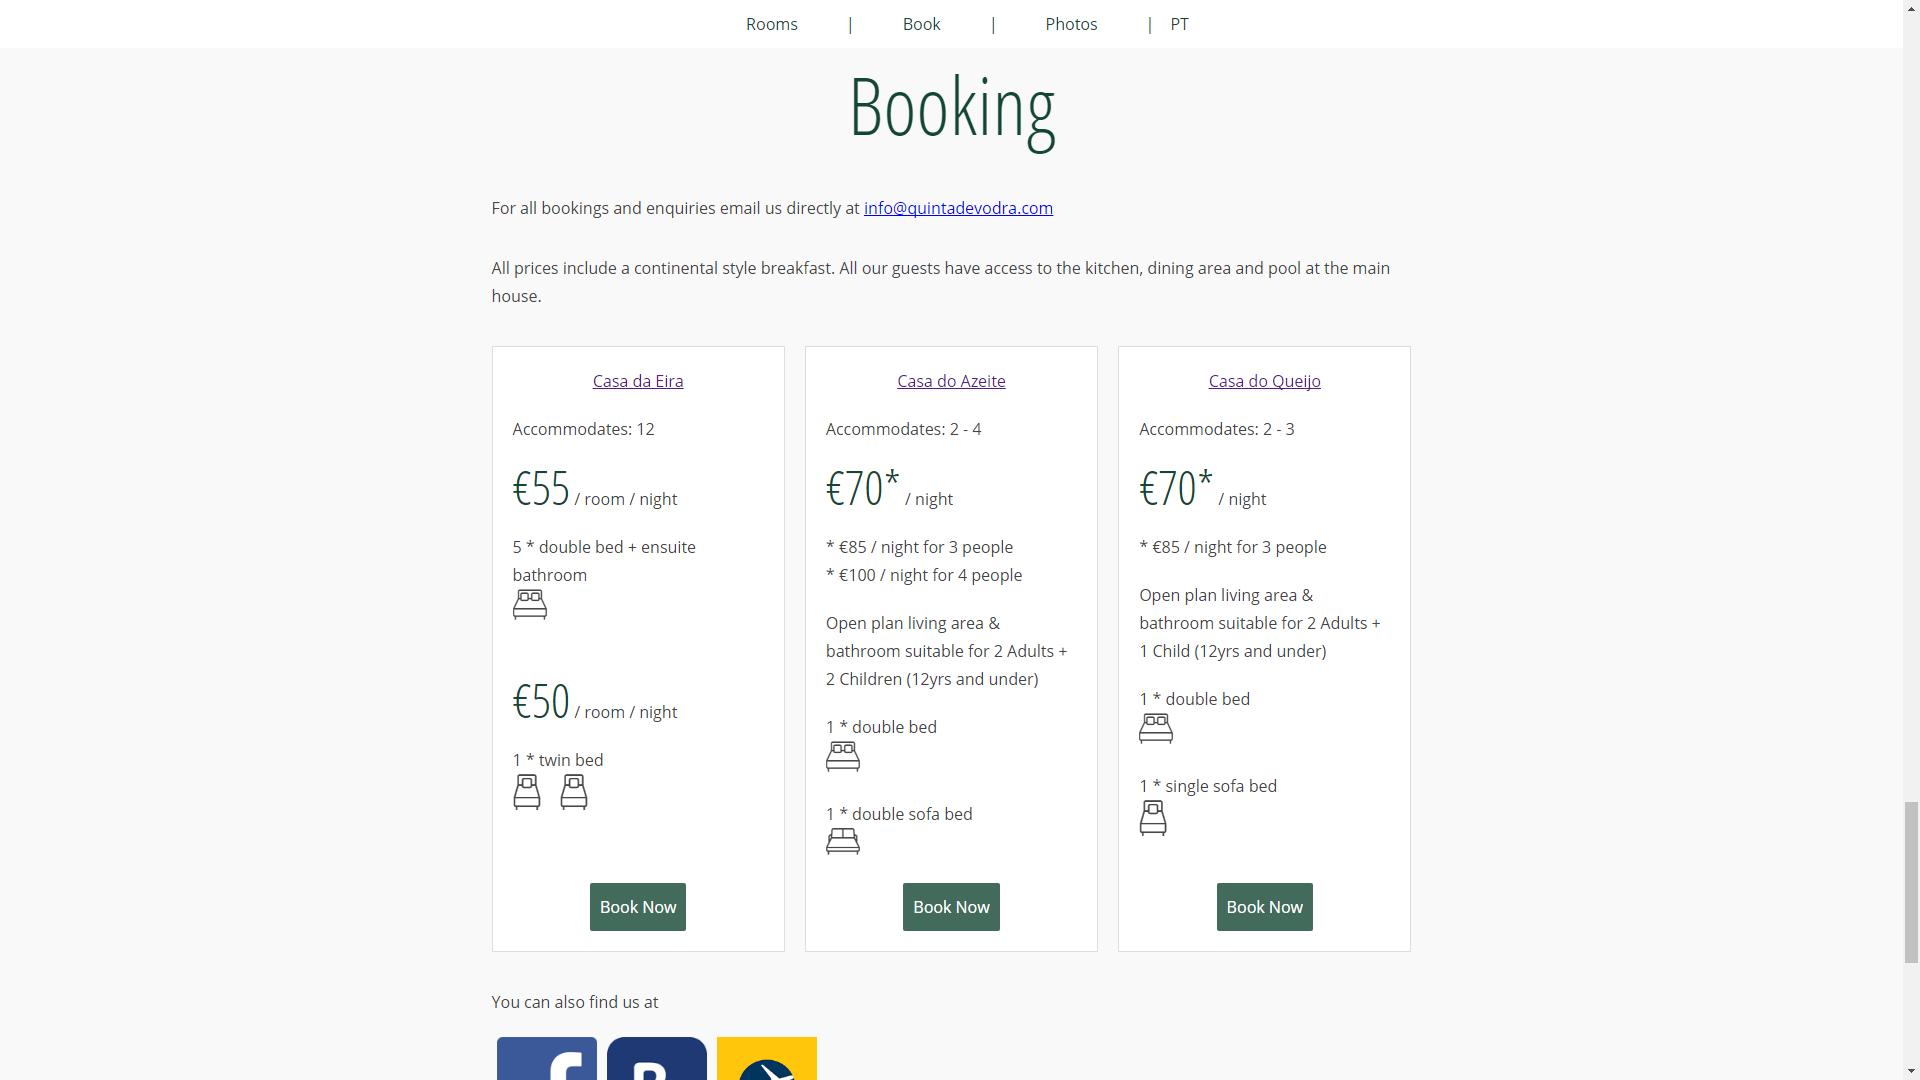 Rooms | Book | Photos | PT
Booking
For all bookings and enquiries email us directly at info@quintadevodra.com
All prices include a continental style breakfast. All our guests have access to the kitchen, dining area and pool at the main
house.
Casa da Eira
Accommodates: 12
€55 / room / night
5 * double bed + ensuite
bathroom
€50 / room / night
1 * twin bed
Book Now
Casa do Azeite
Accommodates: 2 - 4
€70* / night
* €85 / night for 3 people
* €100 / night for 4 people
Open plan living area &
bathroom suitable for 2 Adults +
2 Children (12yrs and under)
1 * double bed
1 * double sofa bed
Book Now
Casa do Queijo
Accommodates: 2 - 3
€70* / night
* €85 / night for 3 people
Open plan living area &
bathroom suitable for 2 Adults +
1 Child (12yrs and under)
1 * double bed
1 * single sofa bed
Book Now
You can also find us at
f B